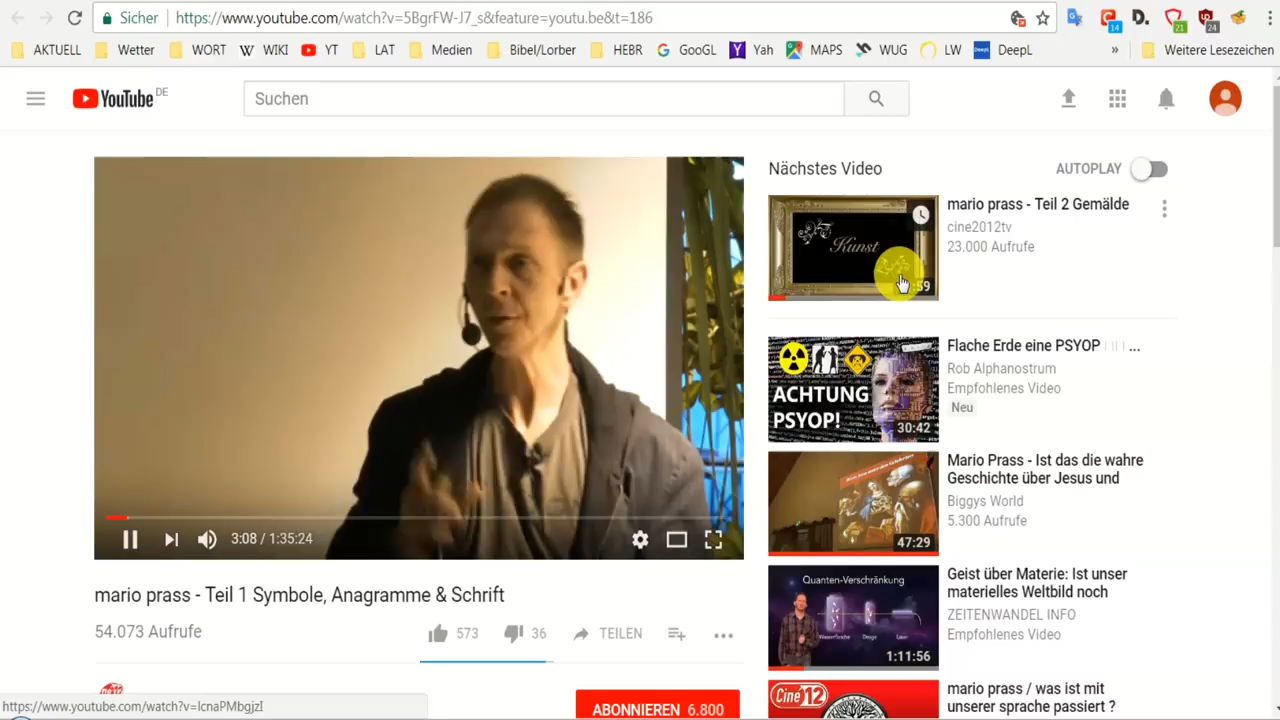 Sicher
https://www.youtube.com/watch?v=5BgrFW-J7_s&feature=youtu.be&t=186
14
D.
21
24
AKTUELL
Wetter
WORT
W WIKI
YT
LAT
Medien
Bibel/Lorber
HEBR
G GooGL
Y Yah
MAPS
WUG
LW
DeepL DeepL
»
Weitere Lesezeichen
YouTube DE
Suchen
3:08 / 1:35:24
mario prass - Teil 1 Symbole, Anagramme & Schrift
54.073 Aufrufe
573
36
TEILEN
ABONNIEREN 6.800
https://www.youtube.com/watch?v=IcnaPMbgjzI
Nächstes Video
AUTOPLAY
Kunst
:59
mario prass - Teil 2 Gemälde
cine2012tv
23.000 Aufrufe
ACHTUNG
PSYOP!
30:42
Flache Erde eine PSYOP ...
Rob Alphanostrum
Empfohlenes Video
Neu
47:29
Mario Prass - Ist das die wahre
Geschichte über Jesus und
Biggys World
5.300 Aufrufe
Quanten-Verschränkung
1:11:56
Geist über Materie: Ist unser
materielles Weltbild noch
ZEITENWANDEL INFO
Empfohlenes Video
Cine12
mario prass / was ist mit
unserer sprache passiert ?